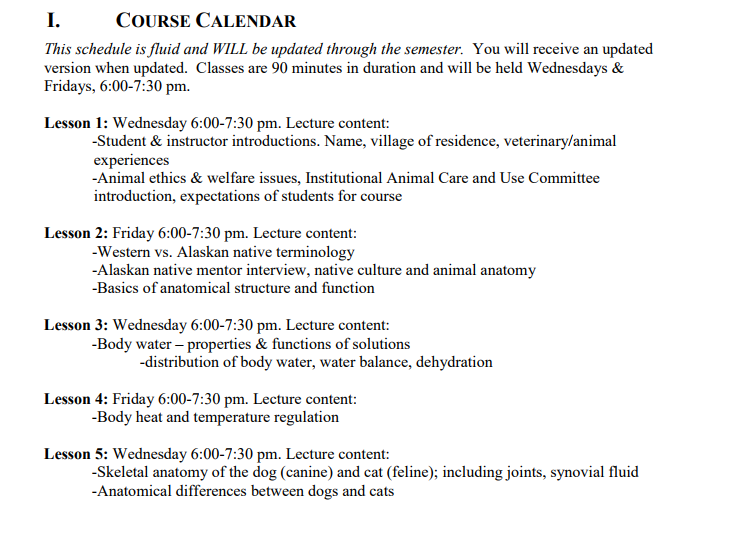 I. COURSE CALENDAR
This schedule is fluid and WILL be updated through the semester. You will receive an updated
version when updated. Classes are 90 minutes in duration and will be held Wednesdays &
Fridays, 6:00-7:30 pm.
Lesson 1: Wednesday 6:00-7:30 pm. Lecture content:
-Student & instructor introductions. Name, village of residence, veterinary/animal
experiences
-Animal ethics & welfare issues, Institutional Animal Care and Use Committee
introduction, expectations of students for course
Lesson 2: Friday 6:00-7:30 pm. Lecture content:
-Western vs. Alaskan native terminology
-Alaskan native mentor interview, native culture and animal anatomy
-Basics of anatomical structure and function
Lesson 3: Wednesday 6:00-7:30 pm. Lecture content:
-Body water – properties & functions of solutions
-distribution of body water, water balance, dehydration
Lesson 4: Friday 6:00-7:30 pm. Lecture content:
-Body heat and temperature regulation
Lesson 5: Wednesday 6:00-7:30 pm. Lecture content:
-Skeletal anatomy of the dog (canine) and cat (feline); including joints, synovial fluid
-Anatomical differences between dogs and cats